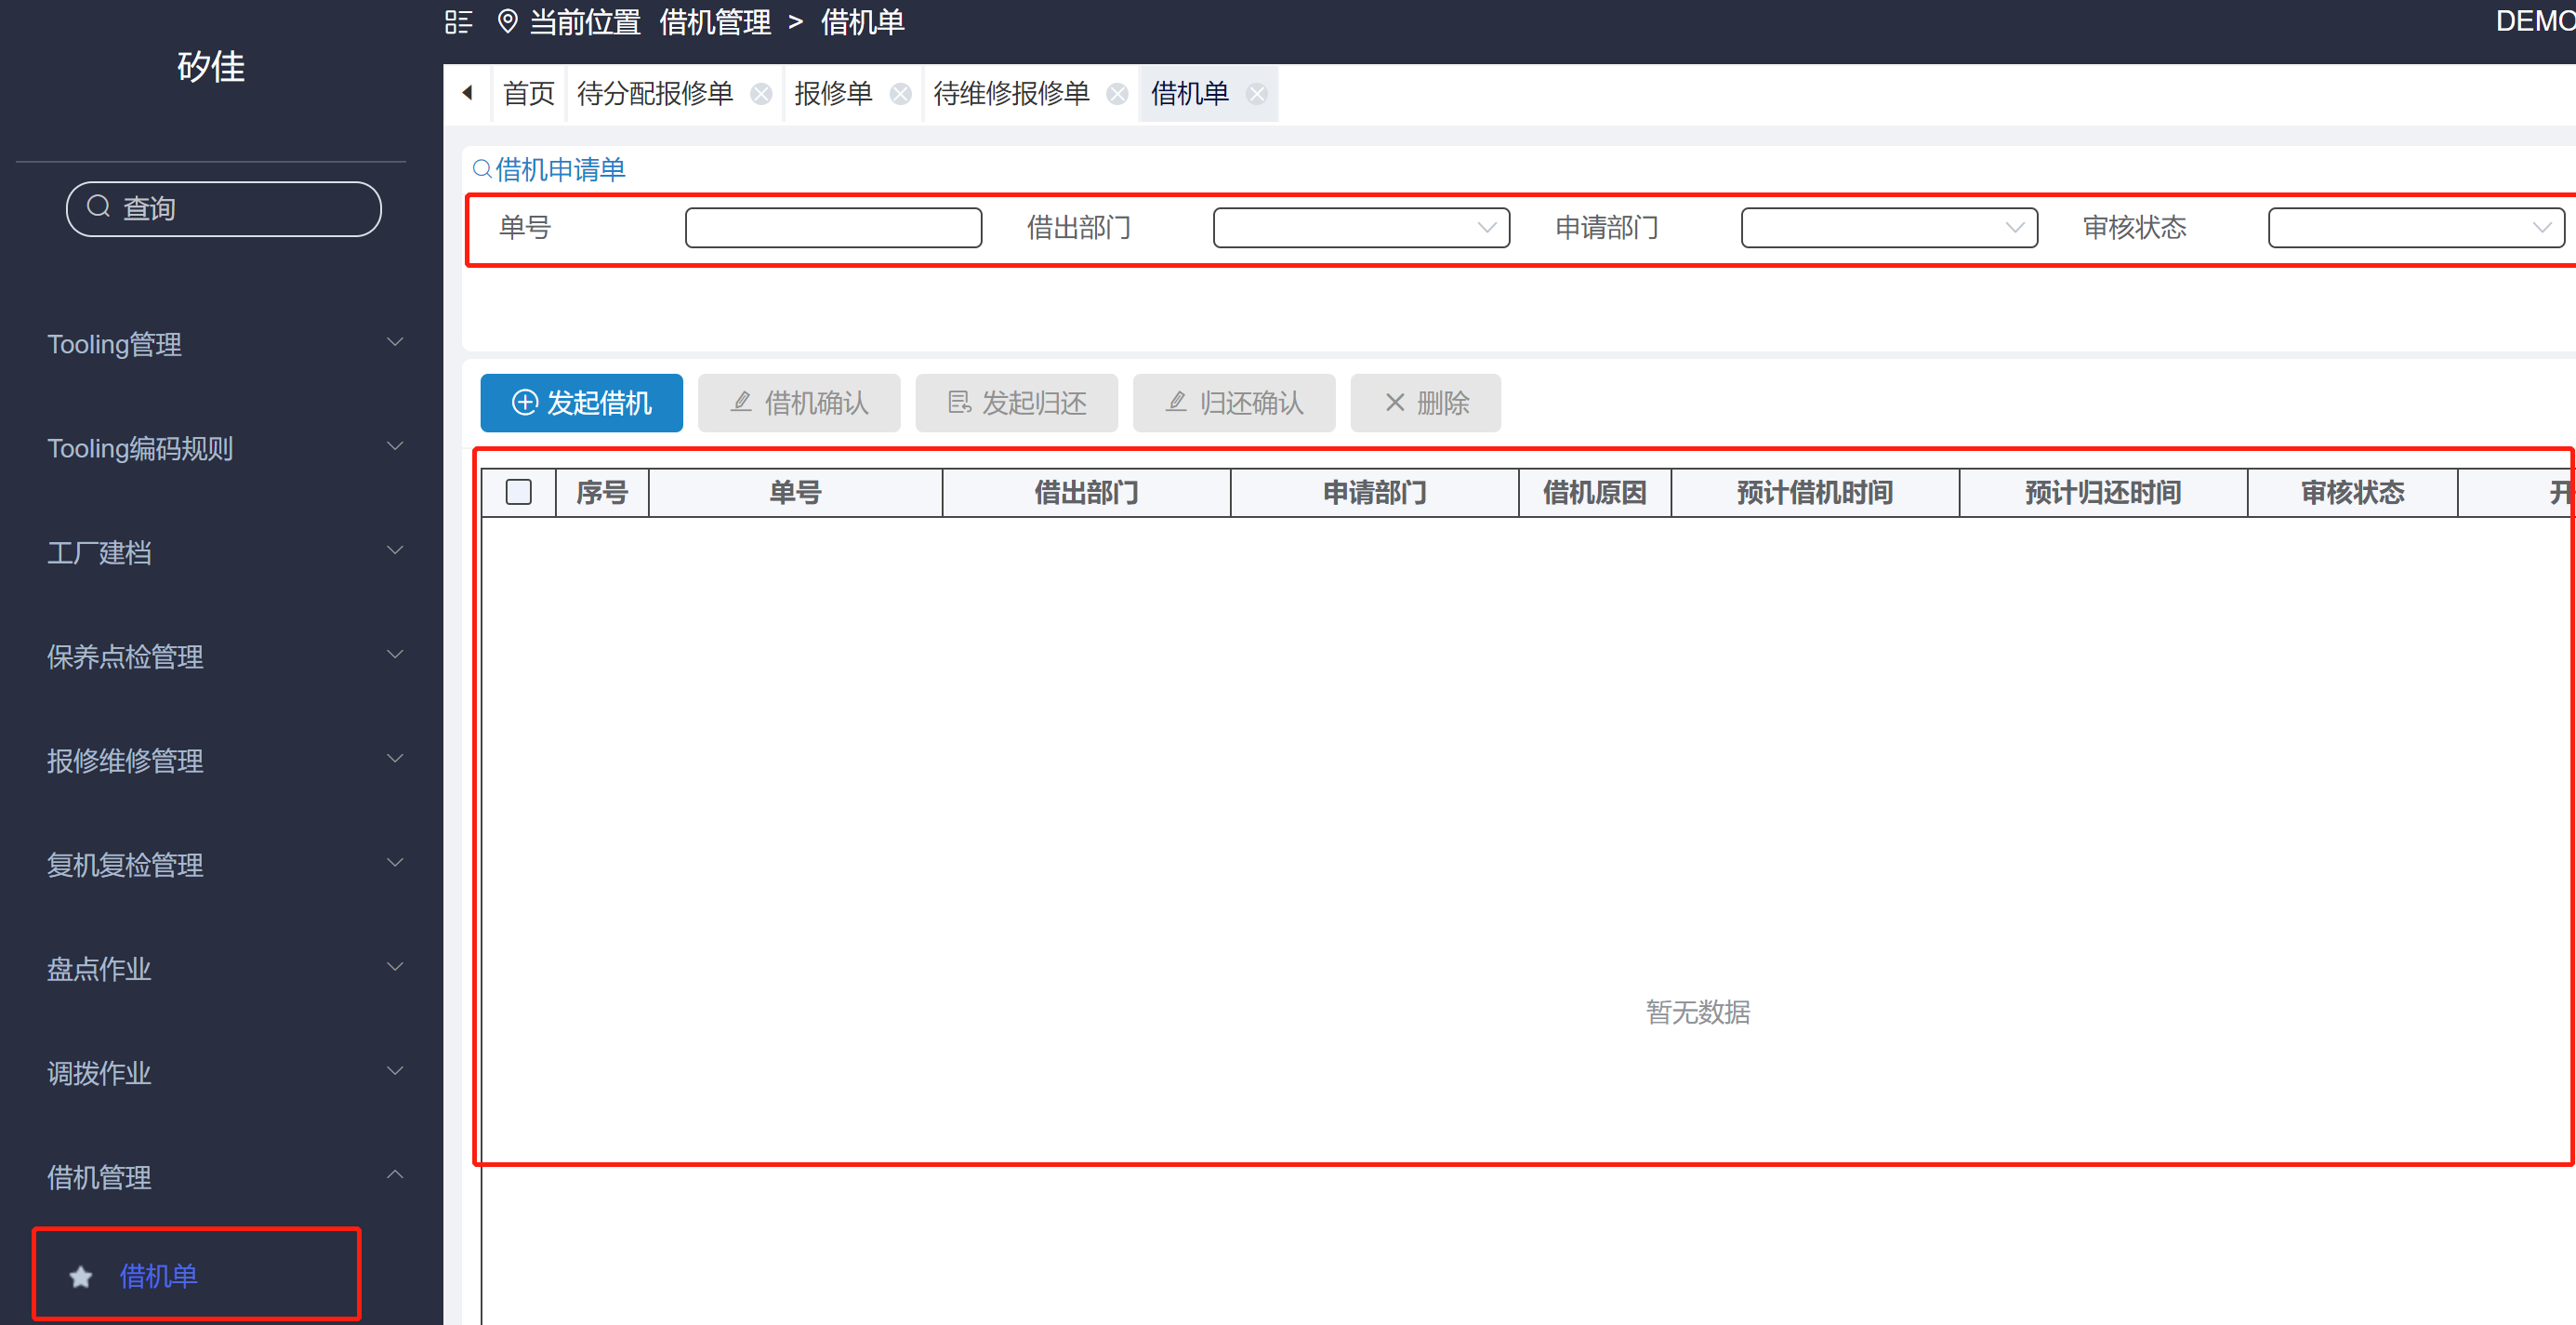 矽佳
当前位置 借机管理 > 借机单
DEMO
首页 待分配报修单 报修单 待维修报修单 借机单
查询
借机申请单
单号 借出部门 申请部门 审核状态
Tooling管理
Tooling编码规则
工厂建档
保养点检管理
报修维修管理
复机复检管理
盘点作业
调拨作业
借机管理
借机单
发起借机 借机确认 发起归还 归还确认 删除
序号 单号 借出部门 申请部门 借机原因 预计借机时间 预计归还时间 审核状态 开
暂无数据